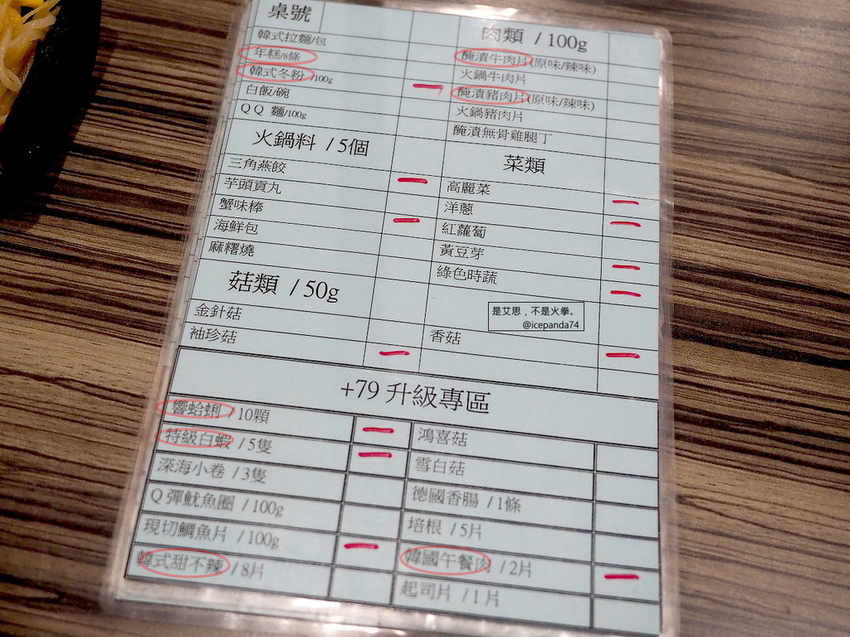 桌號
韓式拉麵/包
年糕/8條
韓式冬粉/100g
白飯/碗
QQ 麵/100g
火鍋料 /5個
三角燕餃
芋頭貢丸
蟹味棒
海鮮包
麻糬燒
菇類 /50g
金針菇
袖珍菇
肉類 /100g
醃漬牛肉片(原味/辣味)
火鍋牛肉片
醃漬豬肉片(原味/辣味)
火鍋豬肉片
醃漬無骨雞腿丁
菜類
高麗菜
洋蔥
紅蘿蔔
黃豆芽
綠色時蔬
是艾思,不是火拳。
@icepanda74
香菇
+79 升級專區
響蛤蜊 /10顆
特級白蝦 /5隻
深海小卷 /3隻
Q彈魷魚圈 /100g
現切鯛魚片 /100g
韓式甜不辣 /8片
鴻喜菇
雪白菇
德國香腸 /1條
培根 /5片
韓國午餐肉 /2片
起司片 /1片